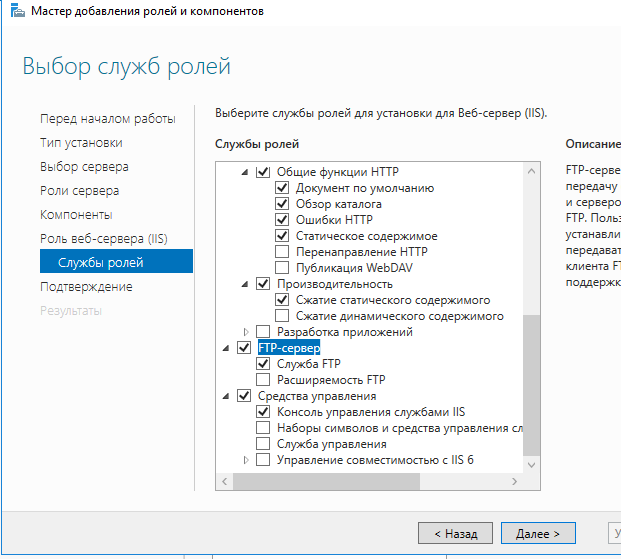 Мастер добавления ролей и компонентов
Выбор служб ролей
Перед началом работы
Тип установки
Выбор сервера
Роли сервера
Компоненты
Роль веб-сервера (IIS)
Службы ролей
Подтверждение
Результаты
Выберите службы ролей для установки для Веб-сервер (IIS).
Службы ролей
Общие функции HTTP
Документ по умолчанию
Обзор каталога
Ошибки HTTP
Статическое содержимое
Перенаправление HTTP
Публикация WebDAV
Производительность
Сжатие статического содержимого
Сжатие динамического содержимого
Разработка приложений
FTP-сервер
Служба FTP
Расширяемость FTP
Средства управления
Консоль управления службами IIS
Наборы символов и средства управления сл
Служба управления
Управление совместимостью с IIS 6
Описание
FTP-серве
передачу
и серверо
FTP. Польз
установли
передават
клиента FT
поддержк
< Назад
Далее >
У